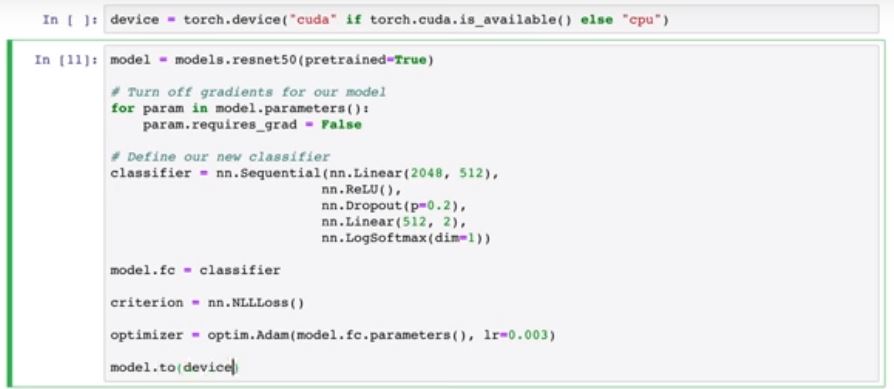 In [ ]: device = torch.device("cuda" if torch.cuda.is_available() else "cpu")
In [11]: model = models.resnet50(pretrained=True)
# Turn off gradients for our model
for param in model.parameters():
    param.requires_grad = False
# Define our new classifier
classifier = nn.Sequential(nn.Linear(2048, 512),
                           nn.ReLU(),
                           nn.Dropout(p=0.2),
                           nn.Linear(512, 2),
                           nn.LogSoftmax(dim=1))
model.fc = classifier
criterion = nn.NLLLoss()
optimizer = optim.Adam(model.fc.parameters(), lr=0.003)
model.to(device)